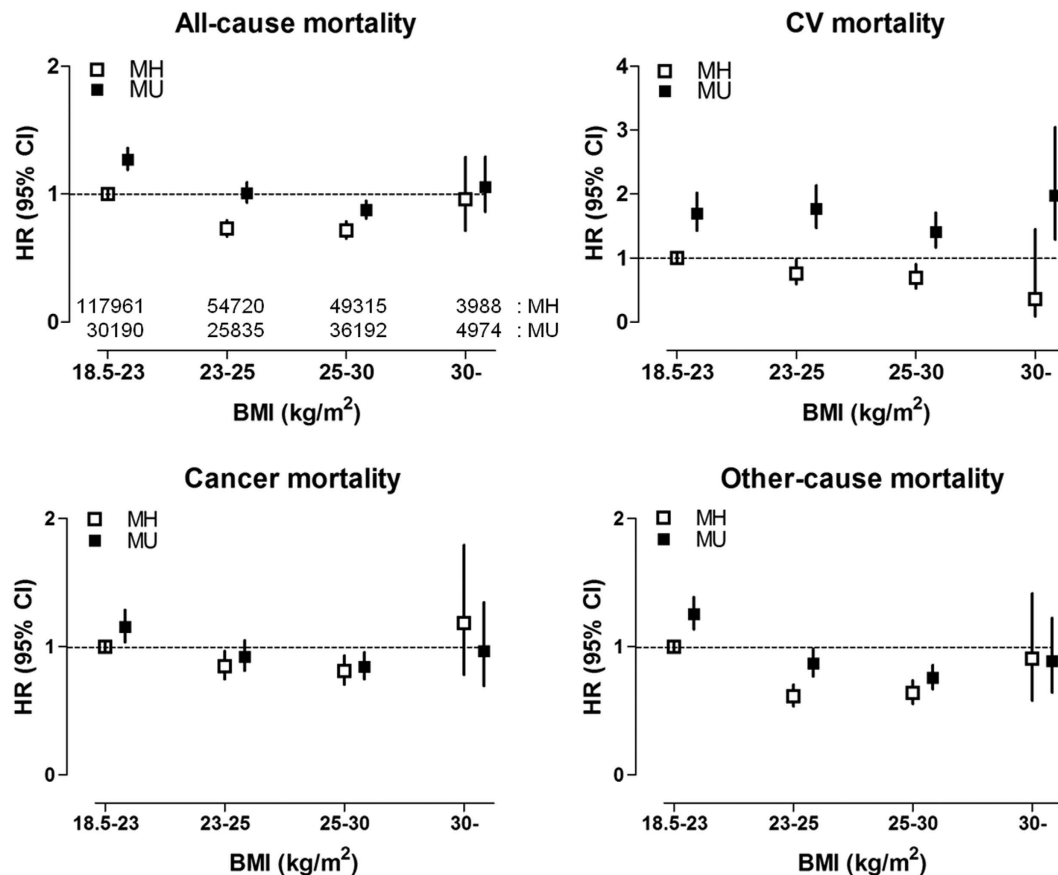 All-cause mortality
2
MH
MU
1
HR (95% CI)
117961 54720 49315 3988 : MH
30190 25835 36192 4974 : MU
0
18.5-23 23-25 25-30 30-
BMI (kg/m²)
CV mortality
4
MH
MU
3
2
HR (95% CI)
1
0
18.5-23 23-25 25-30 30-
BMI (kg/m²)
Cancer mortality
2
MH
MU
1
HR (95% CI)
0
18.5-23 23-25 25-30 30-
BMI (kg/m²)
Other-cause mortality
2
MH
MU
1
HR (95% CI)
0
18.5-23 23-25 25-30 30-
BMI (kg/m²)